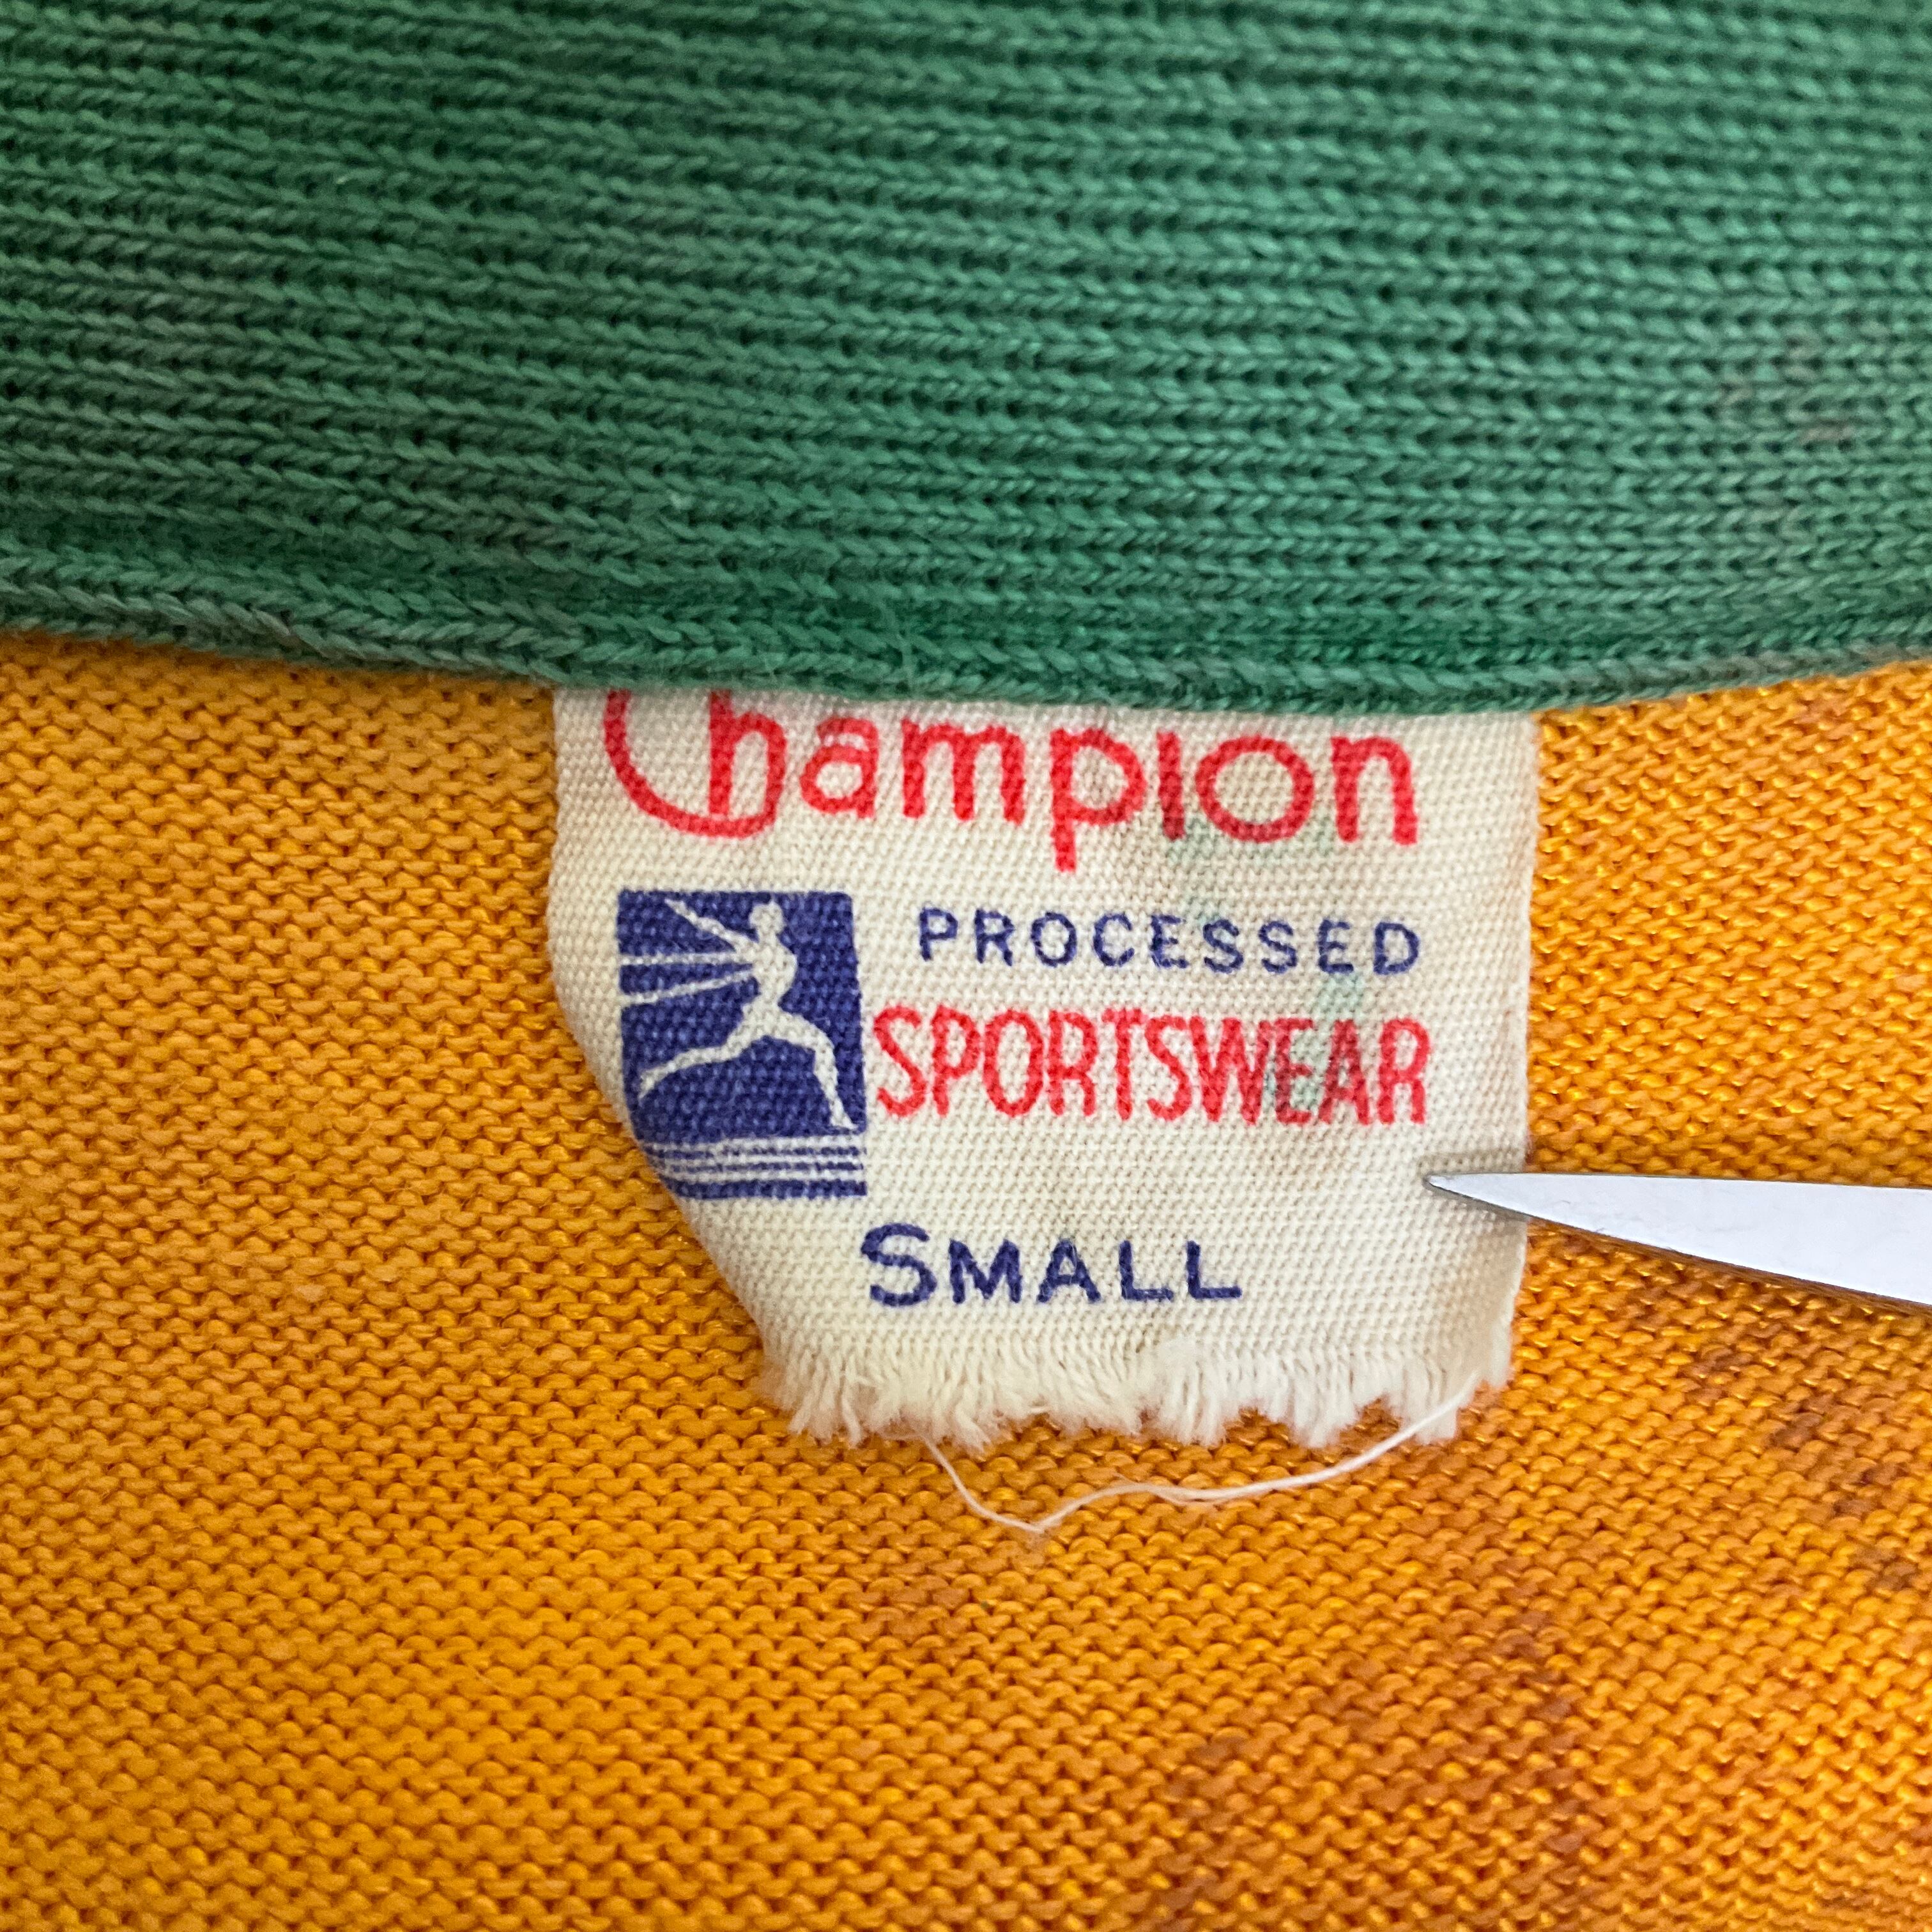 Champion
PROCESSED
SPORTSWEAR
SMALL